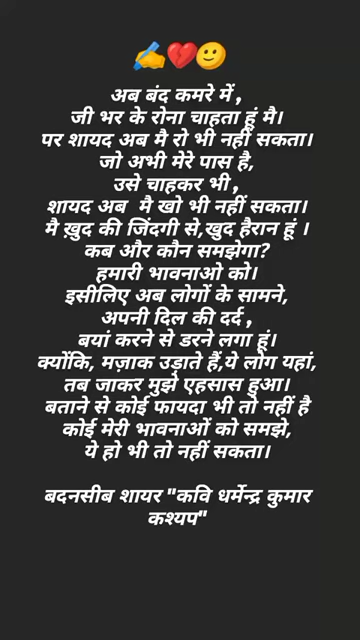 अब बंद कमरे में,
जी भर के रोना चाहता हूं मै।
पर शायद अब मै रो भी नहीं सकता।
जो अभी मेरे पास है,
उसे चाहकर भी,
शायद अब मै खो भी नहीं सकता।
मै ख़ुद की जिंदगी से,खुद हैरान हूं ।
कब और कौन समझेगा?
हमारी भावनाओ को।
इसीलिए अब लोगों के सामने,
अपनी दिल की दर्द,
बयां करने से डरने लगा हूं।
क्योंकि, मज़ाक उड़ाते हैं,ये लोग यहां,
तब जाकर मुझे एहसास हुआ।
बताने से कोई फायदा भी तो नहीं है
कोई मेरी भावनाओं को समझे,
ये हो भी तो नहीं सकता।
बदनसीब शायर "कवि धर्मेन्द्र कुमार
कश्यप"